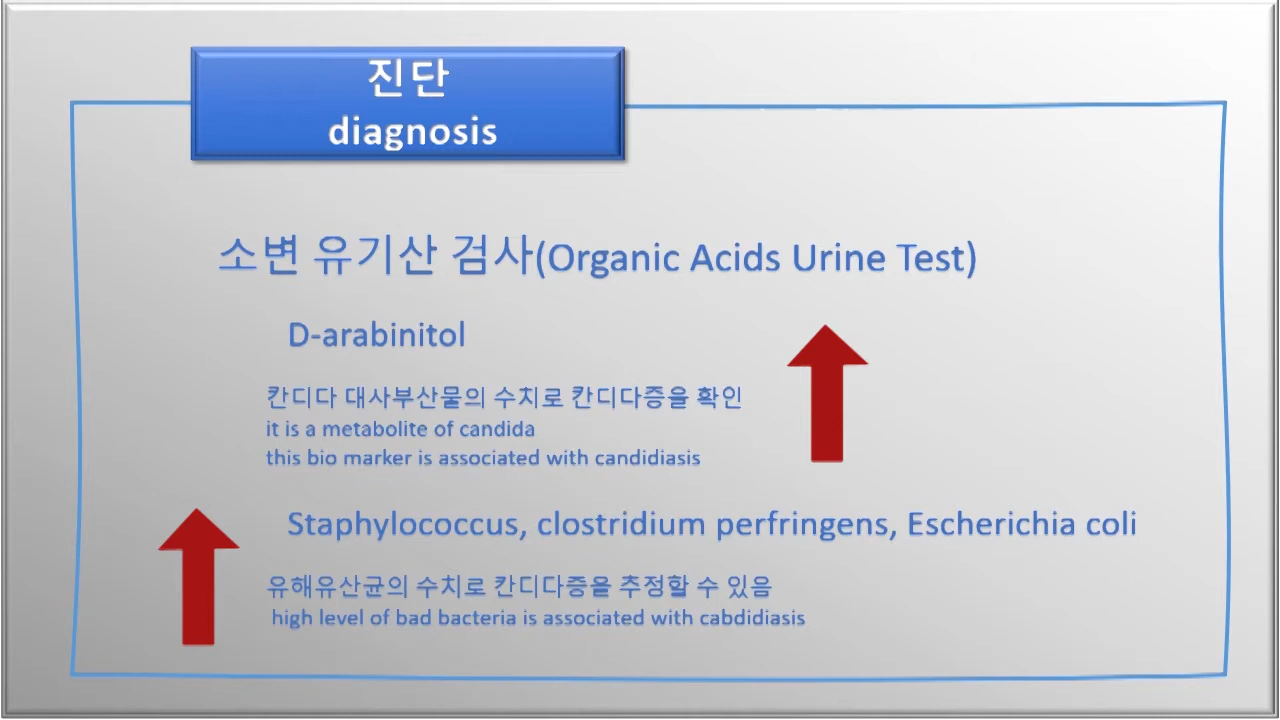 진단
diagnosis
소변 유기산 검사(Organic Acids Urine Test)
D-arabinitol
칸디다 대사부산물의 수치로 칸디다증을 확인
it is a metabolite of candida
this bio marker is associated with candidiasis
Staphylococcus, clostridium perfringens, Escherichia coli
유해유산균의 수치로 칸디다증을 추정할 수 있음
high level of bad bacteria is associated with cabdidiasis